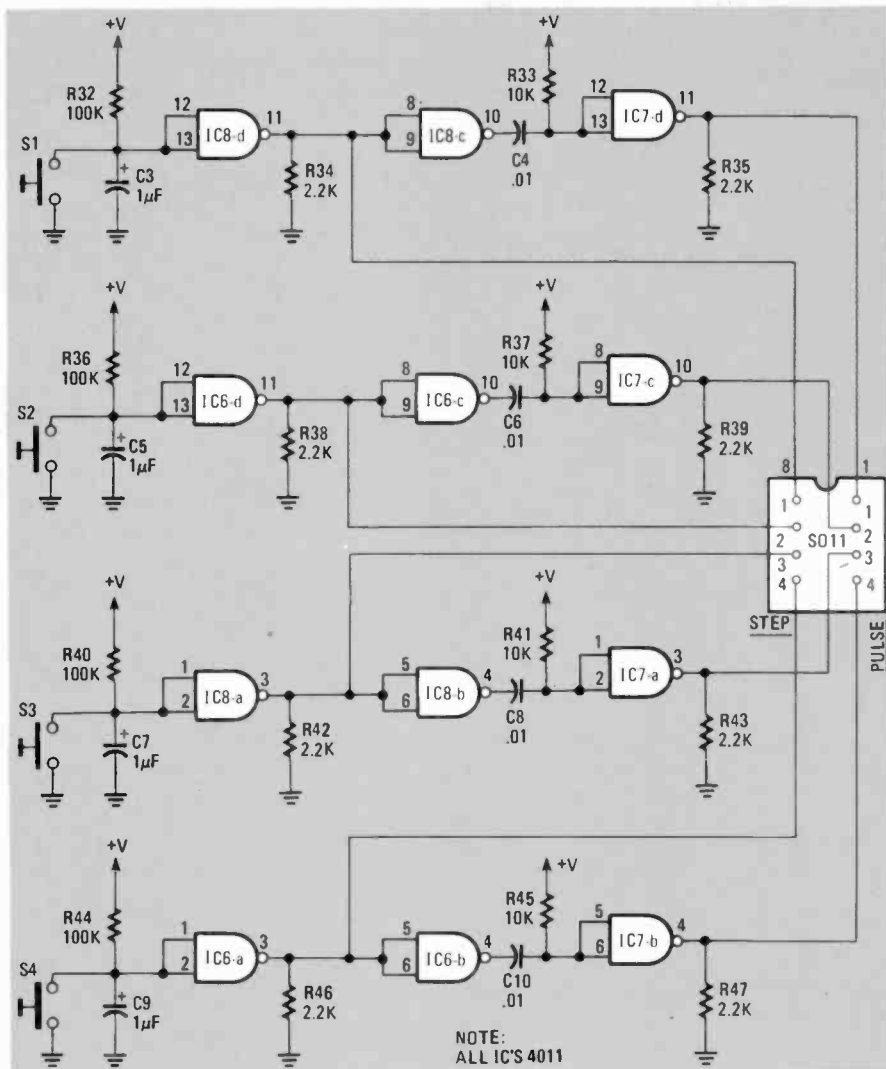 +V
R32
100K
S1
C3
+
1µF
12
13
IC8-d
11
R34
2.2K
8
9
IC8-c
10
C4
.01
+V
R33
10K
12
13
IC7-d
11
R35
2.2K
+V
R36
100K
S2
C5
+
1µF
12
13
IC6-d
11
R38
2.2K
8
9
IC6-c
10
C6
.01
+V
R37
10K
8
9
IC7-c
10
R39
2.2K
8
1
1
1
2
SO11
2
3
3
4
4
STEP
PULSE
+V
R40
100K
S3
C7
+
1µF
1
2
IC8-a
3
R42
2.2K
5
6
IC8-b
4
C8
.01
+V
R41
10K
1
2
IC7-a
3
R43
2.2K
+V
R44
100K
S4
C9
+
1µF
1
2
IC6-a
3
R46
2.2K
5
6
IC6-b
4
C10
.01
+V
R45
10K
5
6
IC7-b
4
R47
2.2K
NOTE:
ALL IC'S 4011